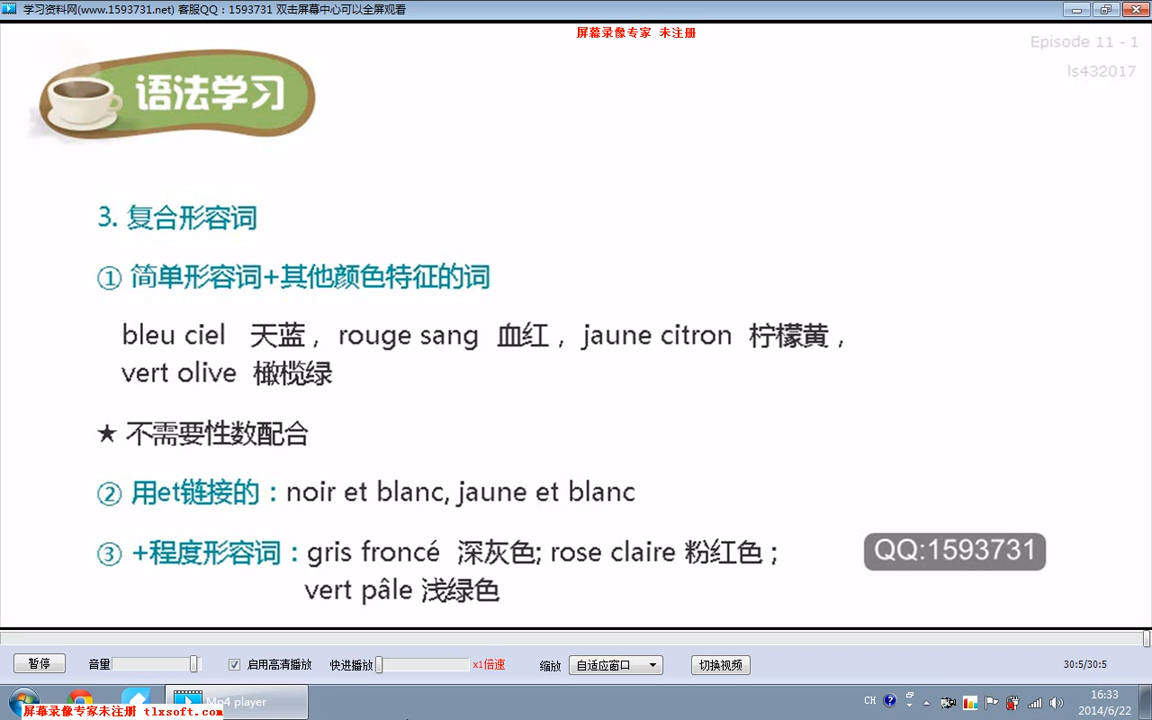 学习资料网(www.1593731.net) 客服QQ：1593731 双击屏幕中心可以全屏观看
屏幕录像专家 未注册
Episode 11 - 1
ls432017
语法学习
3. 复合形容词
① 简单形容词+其他颜色特征的词
bleu ciel 天蓝， rouge sang 血红， jaune citron 柠檬黄，
vert olive 橄榄绿
★ 不需要性数配合
② 用et链接的：noir et blanc, jaune et blanc
③ +程度形容词：gris froncé 深灰色; rose claire 粉红色；
vert pâle 浅绿色
QQ:1593731
暂停 音量 启用高清播放 快进播放 x1倍速 缩放 自适应窗口 切换视频 30:5/30:5
Mp4 player
CH
16:33
2014/6/22
屏幕录像专家未注册 tlxsoft.com